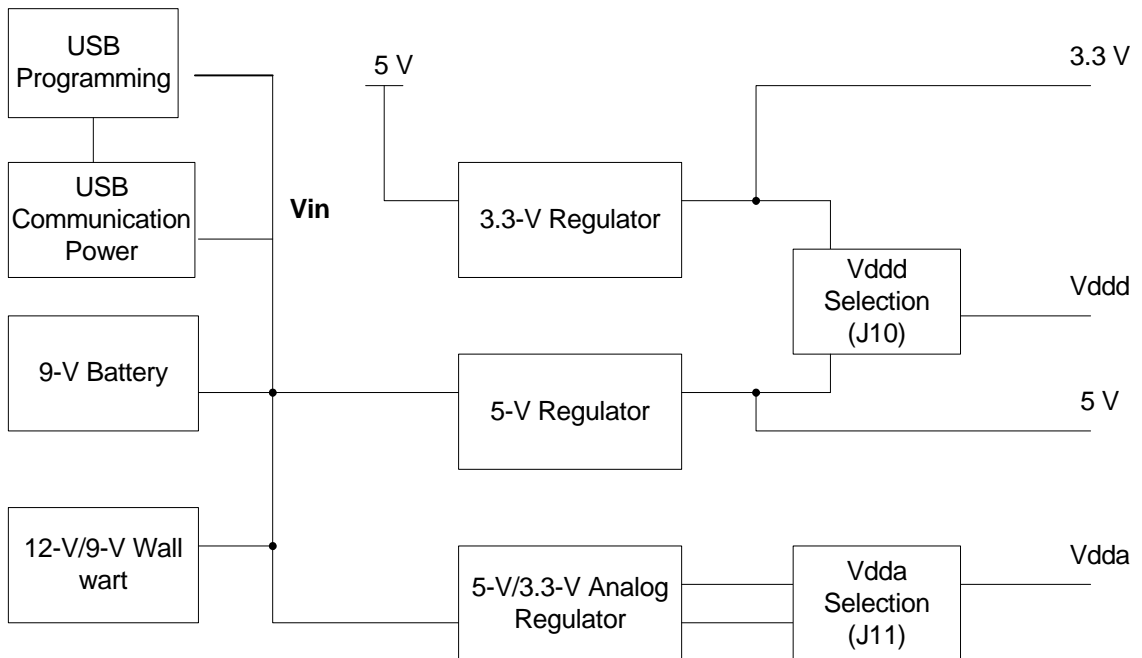 USB
Programming
5 V
3.3 V
USB
Communication
Power
Vin
3.3-V Regulator
Vddd
Selection
(J10)
Vddd
9-V Battery
5-V Regulator
5 V
12-V/9-V Wall
wart
5-V/3.3-V Analog
Regulator
Vdda
Selection
(J11)
Vdda